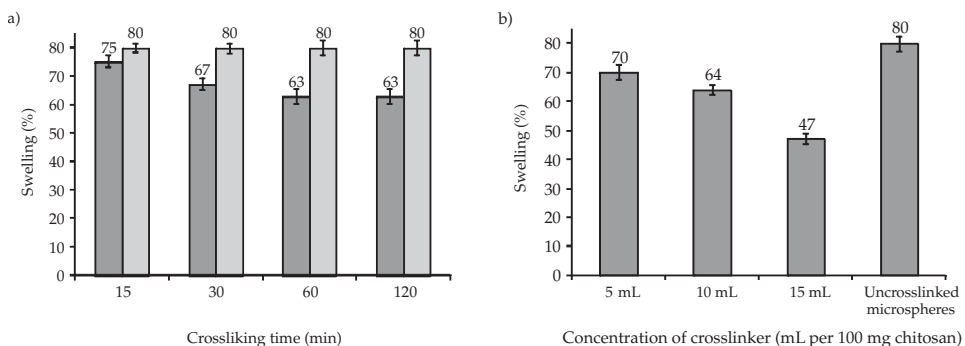 a)
75 80 67 80 63 80 63 80
80
70
60
50
40
30
20
10
0
Swelling (%)
15 30 60 120
Crossliking time (min)
b)
70 64 47 80
80
70
60
50
40
30
20
10
0
Swelling (%)
5 mL 10 mL 15 mL Uncrosslinked
microspheres
Concentration of crosslinker (mL per 100 mg chitosan)